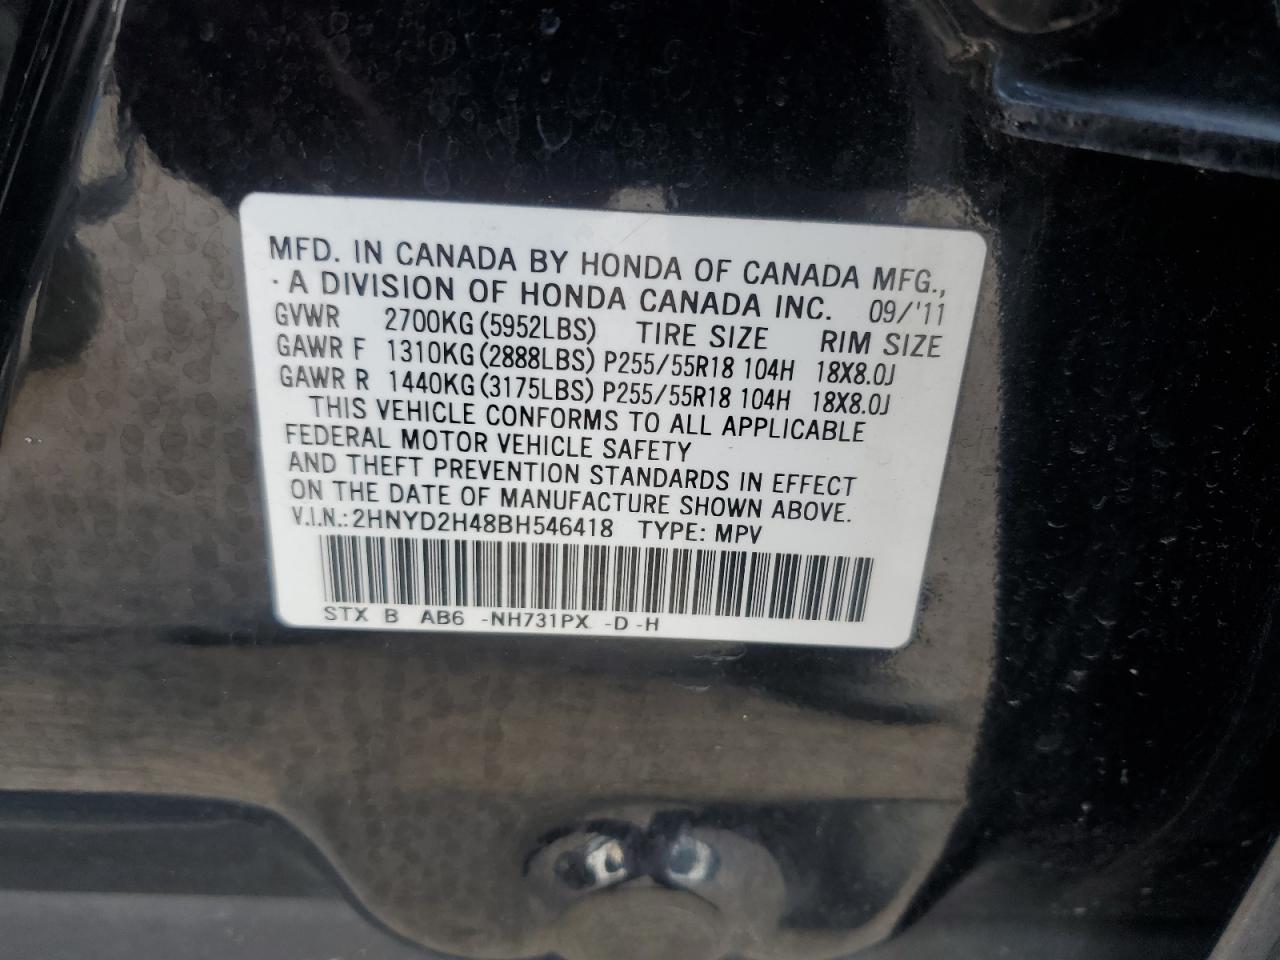 MFD. IN CANADA BY HONDA OF CANADA MFG.,
A DIVISION OF HONDA CANADA INC. 09/'11
GVWR 2700KG(5952LBS) TIRE SIZE RIM SIZE
GAWR F 1310KG(2888LBS) P255/55R18 104H 18X8.0J
GAWR R 1440KG(3175LBS) P255/55R18 104H 18X8.0J
THIS VEHICLE CONFORMS TO ALL APPLICABLE
FEDERAL MOTOR VEHICLE SAFETY
AND THEFT PREVENTION STANDARDS IN EFFECT
ON THE DATE OF MANUFACTURE SHOWN ABOVE.
V.I.N.: 2HNYD2H48BH546418 TYPE: MPV
STX B AB6 -NH731PX -D -H